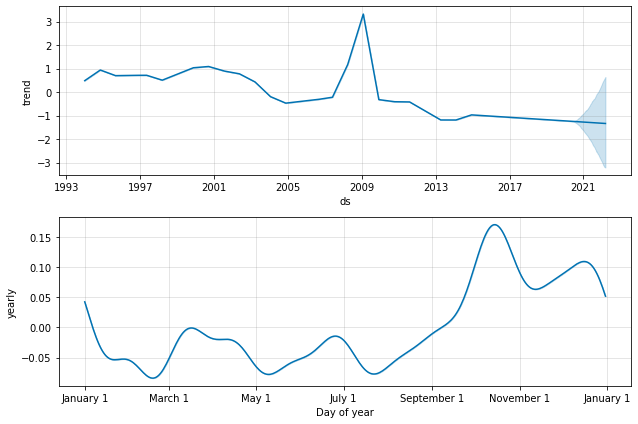 trend
3
2
1
0
−1
−2
−3
1993 1997 2001 2005 2009 2013 2017 2021
ds
yearly
0.15
0.10
0.05
0.00
−0.05
January 1 March 1 May 1 July 1 September 1 November 1 January 1
Day of year